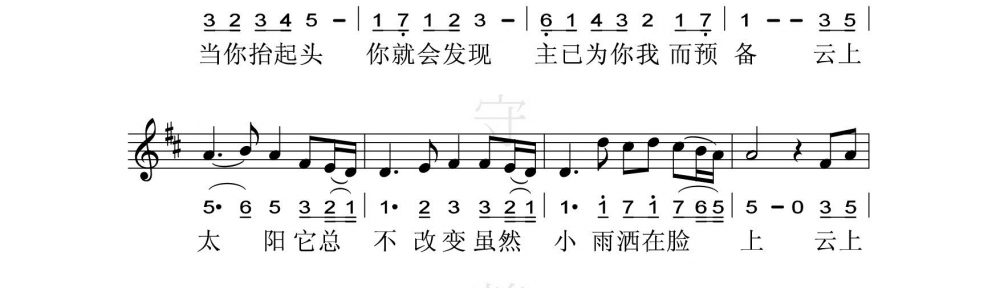 3 2 3 4 5 – | 1 7 1 2 3 – | 6 1 4 3 2 1 7 | 1 – – 3 5 |
当你抬起头 你就会发现 主已为你我 而预 备 云上
守
5· 6 5 3 2 1 | 1· 2 3 3 2 1 | 1· 1 7 1 7 6 5 | 5 – 0 3 5 |
太 阳它总 不 改变虽然 小 雨洒在脸 上 云上